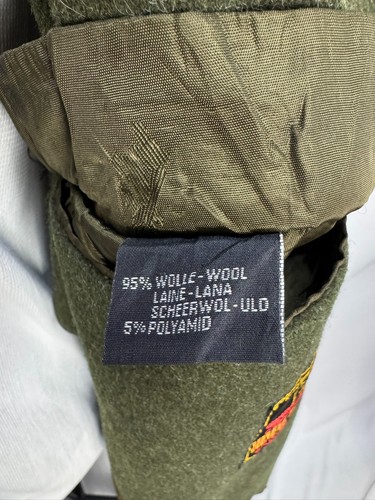 95% WOLLE-WOOL
LAINE-LANA
SCHEERWOL-ULD
5% POLYAMID